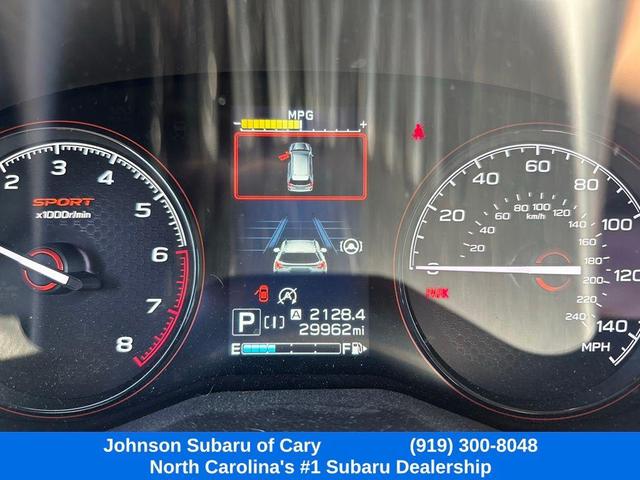 MPG
- +
2 3 4 5 6 7 8
SPORT
x1000r/min
0 20 40 60 80 100 120 140
MPH
20 40 60 80 100 120 140 160 180 200 220 240
km/h
PARK
P A 2128.4
29962mi
E F
Johnson Subaru of Cary (919) 300-8048
North Carolina's #1 Subaru Dealership